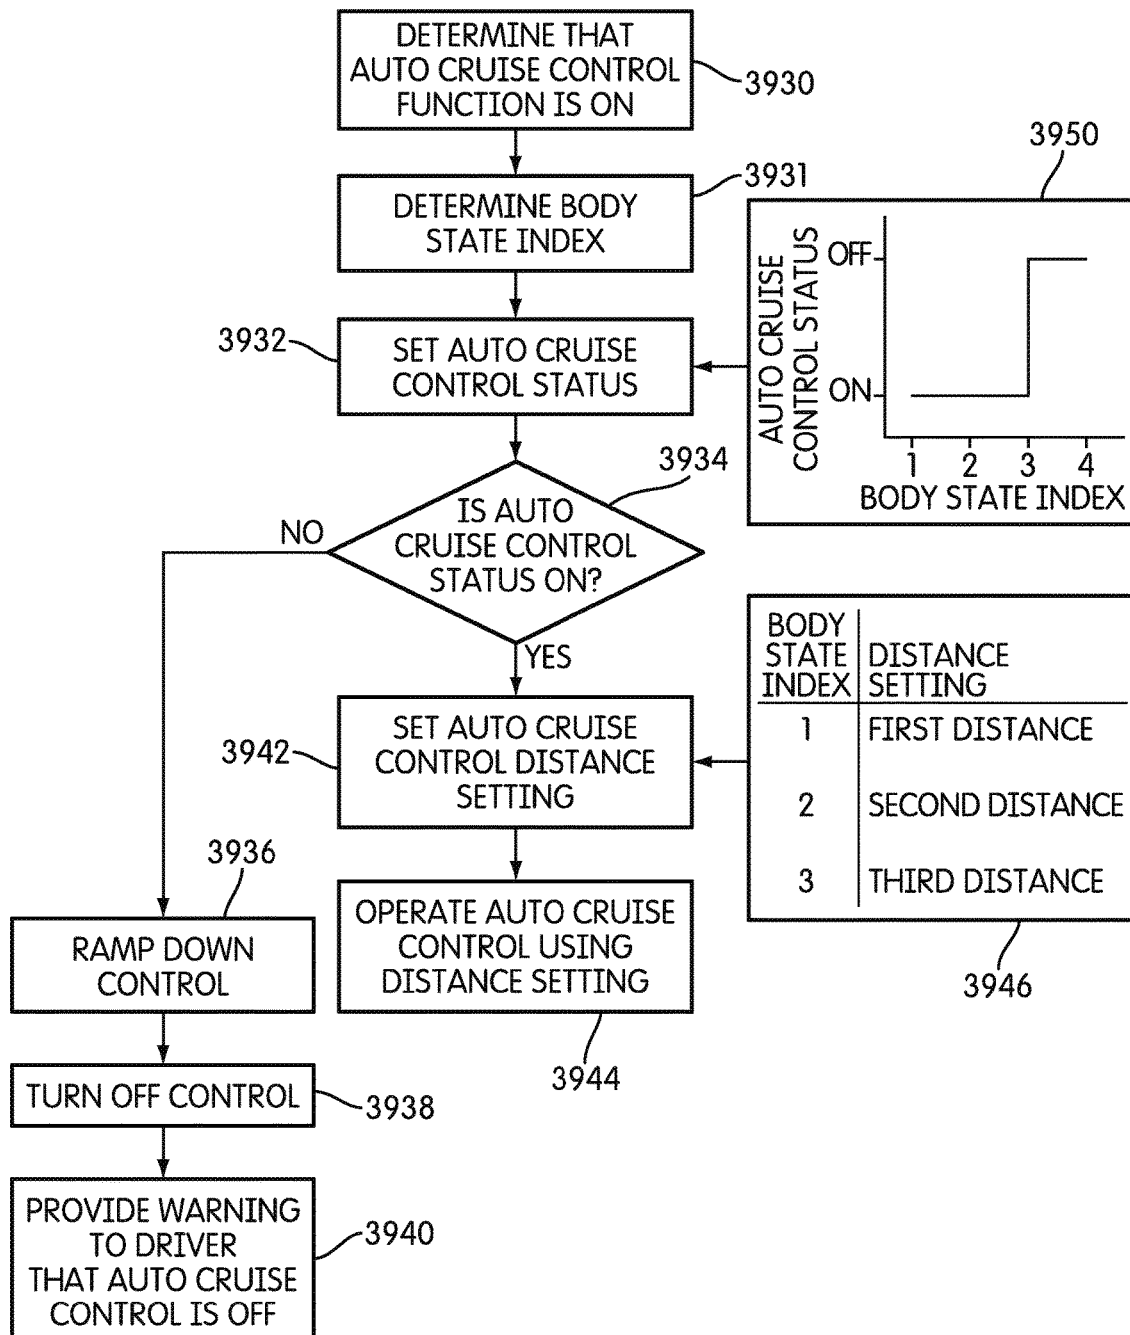 DETERMINE THAT
AUTO CRUISE CONTROL
FUNCTION IS ON
3930
DETERMINE BODY
STATE INDEX
3931
3932
SET AUTO CRUISE
CONTROL STATUS
3950
AUTO CRUISE
CONTROL STATUS
OFF
ON
1 2 3 4
BODY STATE INDEX
3934
IS AUTO
CRUISE CONTROL
STATUS ON?
NO
YES
3942
SET AUTO CRUISE
CONTROL DISTANCE
SETTING
BODY
STATE DISTANCE
INDEX SETTING
1 FIRST DISTANCE
2 SECOND DISTANCE
3 THIRD DISTANCE
3946
OPERATE AUTO CRUISE
CONTROL USING
DISTANCE SETTING
3944
3936
RAMP DOWN
CONTROL
TURN OFF CONTROL
3938
PROVIDE WARNING
TO DRIVER
THAT AUTO CRUISE
CONTROL IS OFF
3940